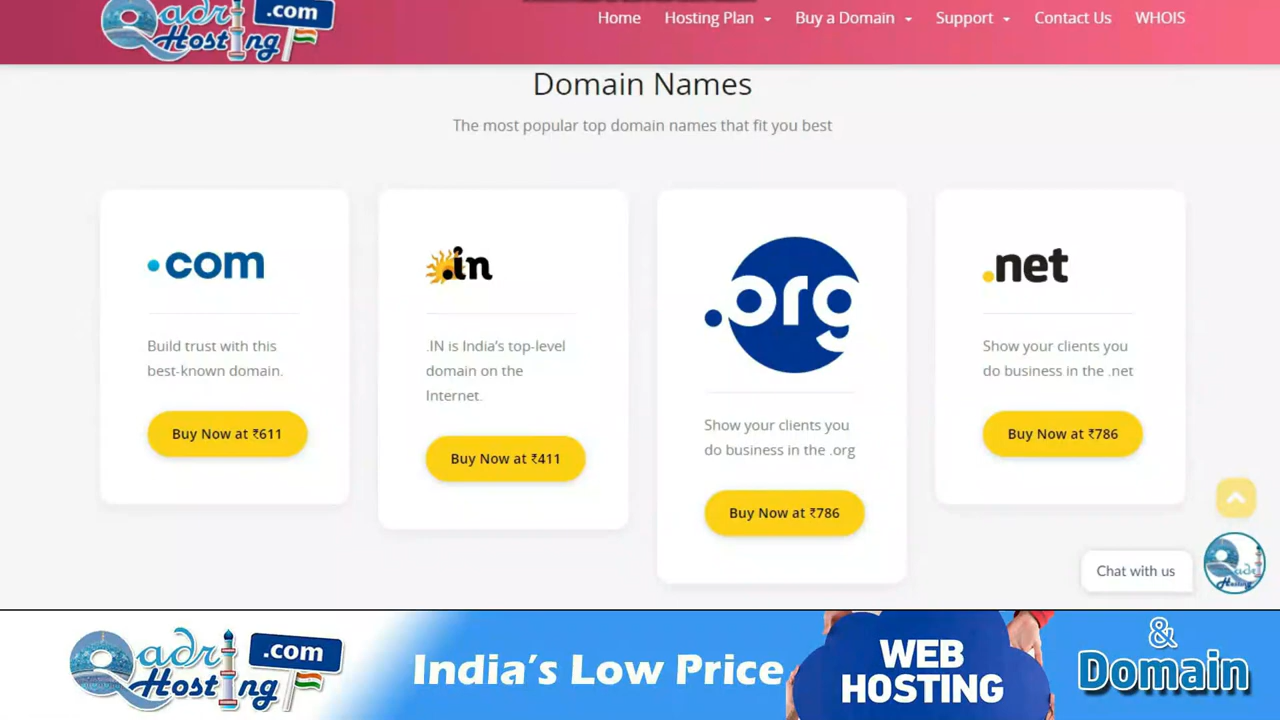 Qadri
.com
Hosting
Home Hosting Plan Buy a Domain Support Contact Us WHOIS
Domain Names
The most popular top domain names that fit you best
.com
Build trust with this
best-known domain.
Buy Now at ₹611
.in
.IN is India's top-level
domain on the
Internet.
Buy Now at ₹411
.org
Show your clients you
do business in the .org
Buy Now at ₹786
.net
Show your clients you
do business in the .net
Buy Now at ₹786
Chat with us
Qadri
Hosting
Qadri
.com
Hosting
India's Low Price
WEB
HOSTING
&
Domain